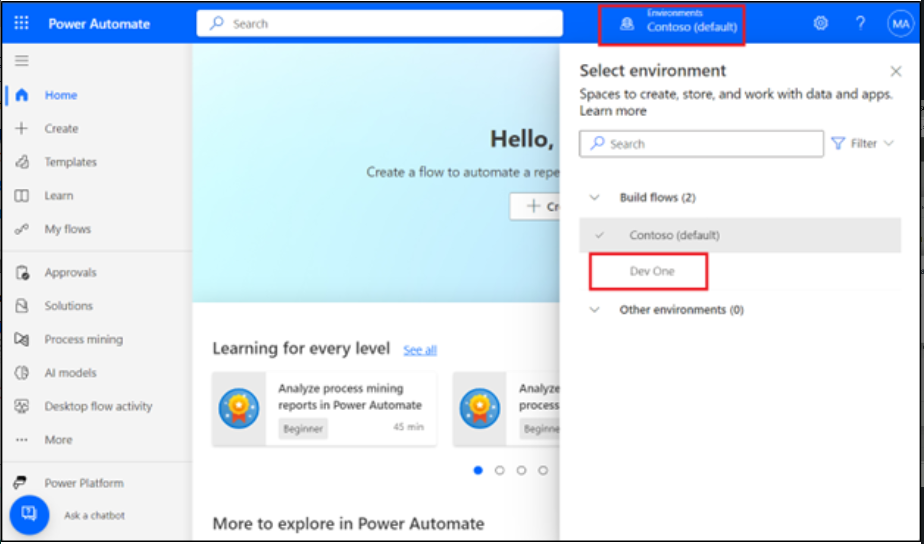 Power Automate
Search
Environments
Contoso (default)
?
MA
Home
Create
Templates
Learn
My flows
Approvals
Solutions
Process mining
AI models
Desktop flow activity
More
Power Platform
Ask a chatbot
Hello,
Create a flow to automate a repe
Cr
Learning for every level See all
Analyze process mining
reports in Power Automate
Beginner 45 min
Analyze
process
Beginne
More to explore in Power Automate
Select environment
Spaces to create, store, and work with data and apps.
Learn more
Search
Filter
Build flows (2)
Contoso (default)
Dev One
Other environments (0)